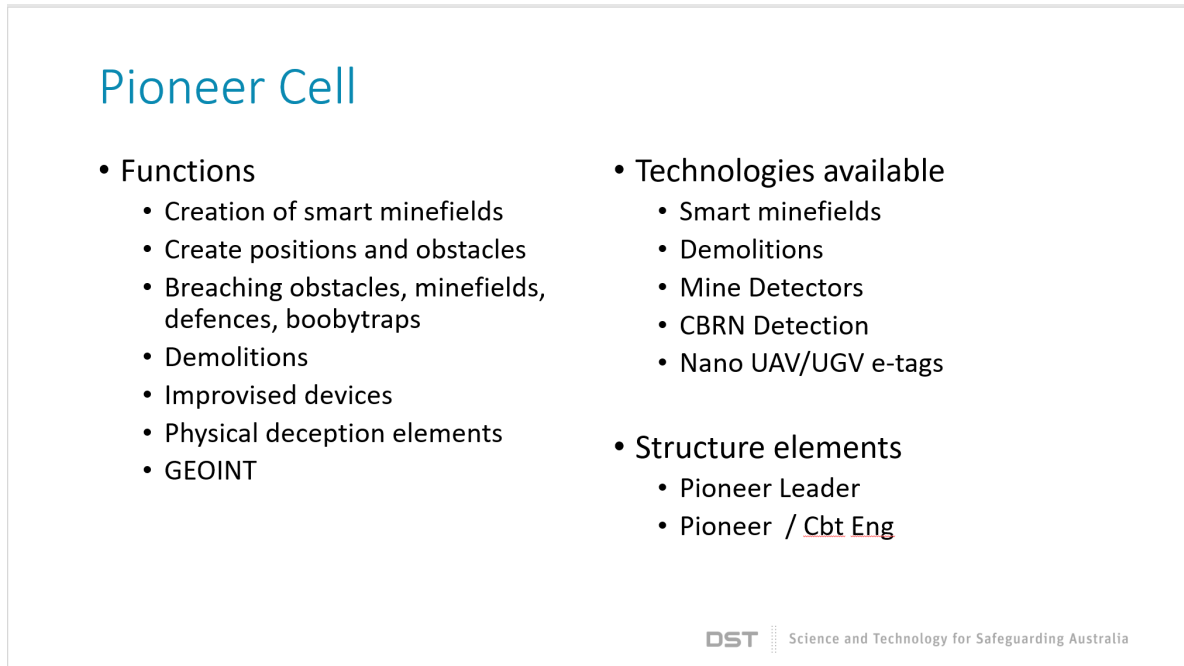 Pioneer Cell
• Functions
• Creation of smart minefields
• Create positions and obstacles
• Breaching obstacles, minefields,
defences, boobytraps
• Demolitions
• Improvised devices
• Physical deception elements
• GEOINT
• Technologies available
• Smart minefields
• Demolitions
• Mine Detectors
• CBRN Detection
• Nano UAV/UGV e-tags
• Structure elements
• Pioneer Leader
• Pioneer / Cbt Eng
DST Science and Technology for Safeguarding Australia